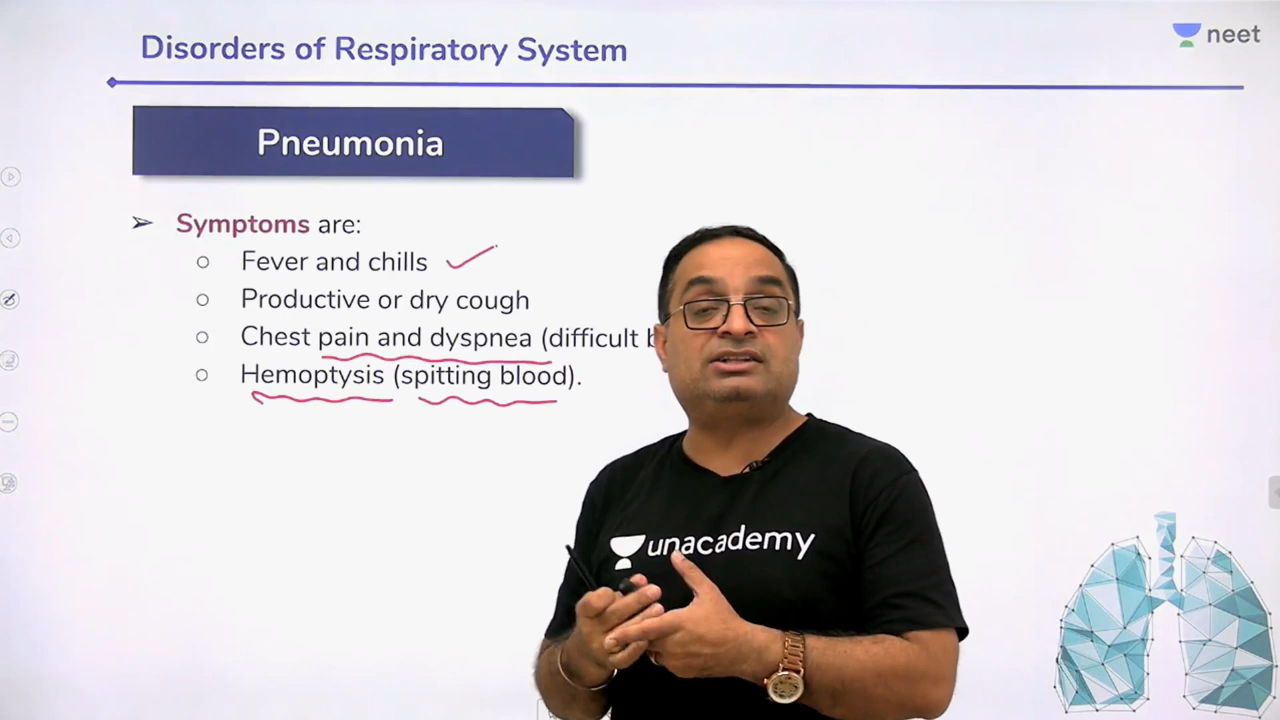 Disorders of Respiratory System
neet
Pneumonia
➢ Symptoms are:
○ Fever and chills
○ Productive or dry cough
○ Chest pain and dyspnea (difficult b
○ Hemoptysis (spitting blood).
unacademy